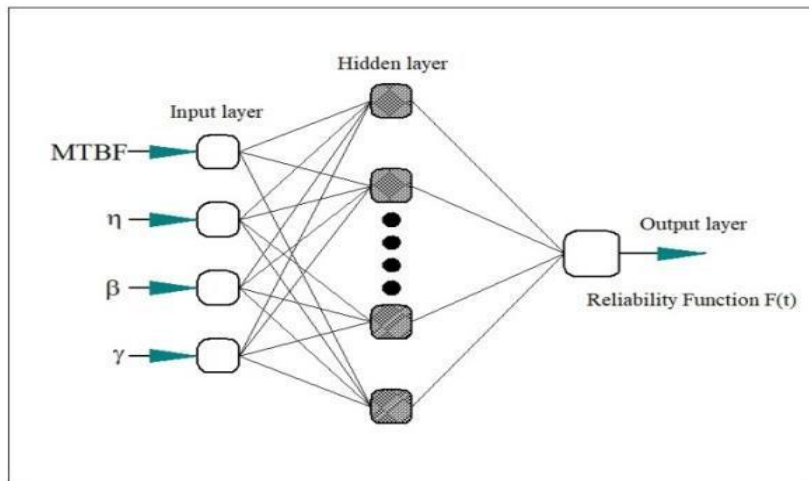 Hidden layer
Input layer
MTBF
η
β
γ
Output layer
Reliability Function F(t)